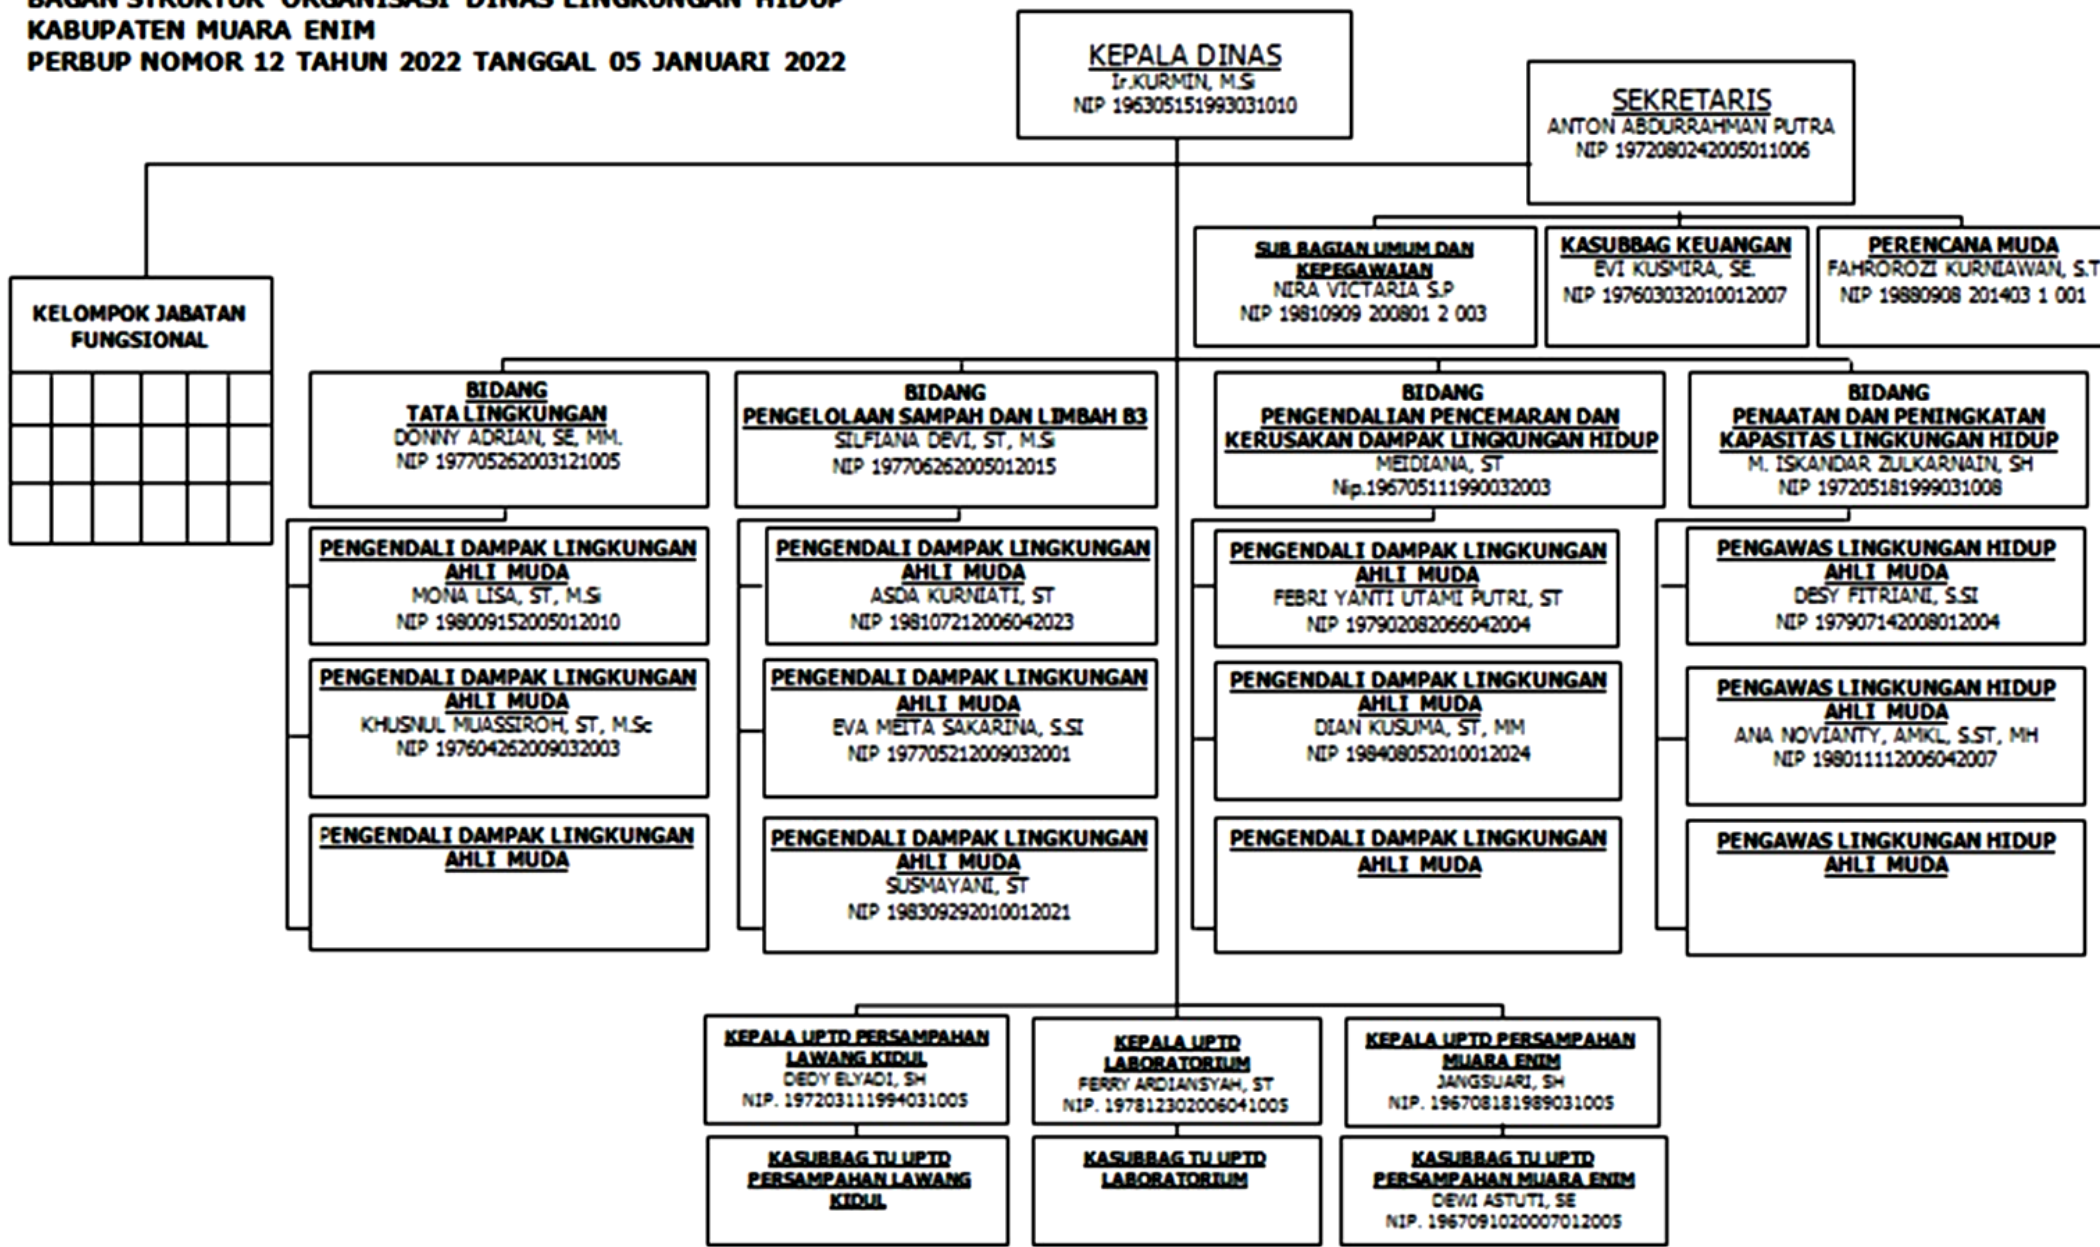 BAGAN STRUKTUR ORGANISASI DINAS LINGKUNGAN HIDUP
KABUPATEN MUARA ENIM
PERBUP NOMOR 12 TAHUN 2022 TANGGAL 05 JANUARI 2022
KEPALA DINAS
Ir.KURMIN, M.Si
NIP 196305151993031010
SEKRETARIS
ANTON ABDURRAHMAN PUTRA
NIP 1972080242005011006
SUB BAGIAN UMUM DAN
KEPEGAWAIAN
NIRA VICTARIA S.P
NIP 19810909 200801 2 003
KASUBBAG KEUANGAN
EVI KUSMIRA, SE.
NIP 197603032010012007
PERENCANA MUDA
FAHROROZI KURNIAWAN, S.T
NIP 19880908 201403 1 001
KELOMPOK JABATAN
FUNGSIONAL
BIDANG
TATA LINGKUNGAN
DONNY ADRIAN, SE, MM.
NIP 197705262003121005
BIDANG
PENGELOLAAN SAMPAH DAN LIMBAH B3
SILFIANA DEVI, ST, M.Si
NIP 197706262005012015
BIDANG
PENGENDALIAN PENCEMARAN DAN
KERUSAKAN DAMPAK LINGKUNGAN HIDUP
MEIDIANA, ST
Nip.196705111990032003
BIDANG
PENAATAN DAN PENINGKATAN
KAPASITAS LINGKUNGAN HIDUP
M. ISKANDAR ZULKARNAIN, SH
NIP 197205181999031008
PENGENDALI DAMPAK LINGKUNGAN
AHLI MUDA
MONA LISA, ST, M.Si
NIP 198009152005012010
PENGENDALI DAMPAK LINGKUNGAN
AHLI MUDA
ASDA KURNIATI, ST
NIP 198107212006042023
PENGENDALI DAMPAK LINGKUNGAN
AHLI MUDA
FEBRI YANTI UTAMI PUTRI, ST
NIP 197902082066042004
PENGAWAS LINGKUNGAN HIDUP
AHLI MUDA
DESY FITRIANI, S.SI
NIP 197907142008012004
PENGENDALI DAMPAK LINGKUNGAN
AHLI MUDA
KHUSNUL MUASSIROH, ST, M.Sc
NIP 197604262009032003
PENGENDALI DAMPAK LINGKUNGAN
AHLI MUDA
EVA MEITA SAKARINA, S.SI
NIP 197705212009032001
PENGENDALI DAMPAK LINGKUNGAN
AHLI MUDA
DIAN KUSUMA, ST, MM
NIP 198408052010012024
PENGAWAS LINGKUNGAN HIDUP
AHLI MUDA
ANA NOVIANTY, AMKL, S.ST, MH
NIP 198011112006042007
PENGENDALI DAMPAK LINGKUNGAN
AHLI MUDA
PENGENDALI DAMPAK LINGKUNGAN
AHLI MUDA
SUSMAYANI, ST
NIP 198309292010012021
PENGENDALI DAMPAK LINGKUNGAN
AHLI MUDA
PENGAWAS LINGKUNGAN HIDUP
AHLI MUDA
KEPALA UPTD PERSAMPAHAN
LAWANG KIDUL
DEDY ELYADI, SH
NIP. 197203111994031005
KEPALA UPTD
LABORATORIUM
FERRY ARDIANSYAH, ST
NIP. 197812302006041005
KEPALA UPTD PERSAMPAHAN
MUARA ENIM
JANGSUARI, SH
NIP. 196708181989031005
KASUBBAG TU UPTD
PERSAMPAHAN LAWANG
KIDUL
KASUBBAG TU UPTD
LABORATORIUM
KASUBBAG TU UPTD
PERSAMPAHAN MUARA ENIM
DEWI ASTUTI, SE
NIP. 1967091020007012005